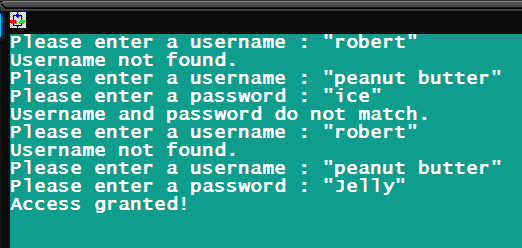 Please enter a username : "robert"
Username not found.
Please enter a username : "peanut butter"
Please enter a password : "ice"
Username and password do not match.
Please enter a username : "robert"
Username not found.
Please enter a username : "peanut butter"
Please enter a password : "Jelly"
Access granted!